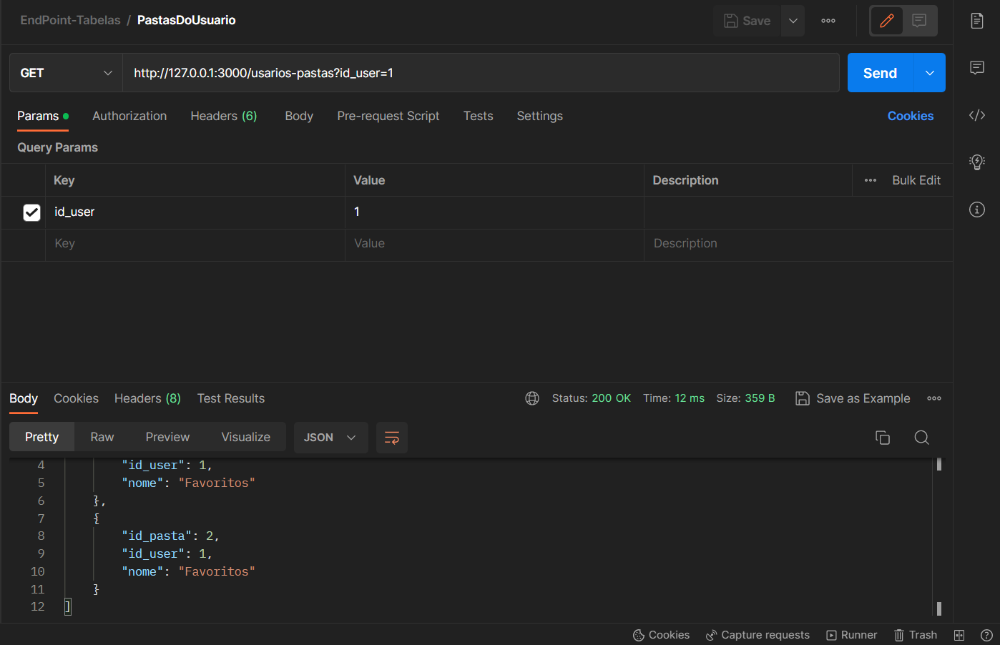 EndPoint-Tabelas / PastasDoUsuario
Save
GET http://127.0.0.1:3000/usarios-pastas?id_user=1 Send
Params Authorization Headers (6) Body Pre-request Script Tests Settings Cookies
Query Params
Key Value Description Bulk Edit
id_user 1
Key Value Description
Body Cookies Headers (8) Test Results Status: 200 OK Time: 12 ms Size: 359 B Save as Example
Pretty Raw Preview Visualize JSON
4 "id_user": 1,
5 "nome": "Favoritos"
6 },
7 {
8 "id_pasta": 2,
9 "id_user": 1,
10 "nome": "Favoritos"
11 }
12 ]
Cookies Capture requests Runner Trash